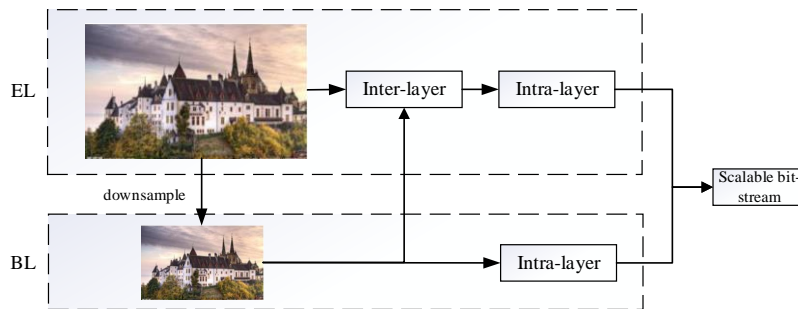 EL
Inter-layer
Intra-layer
downsample
Scalable bit-
stream
BL
Intra-layer